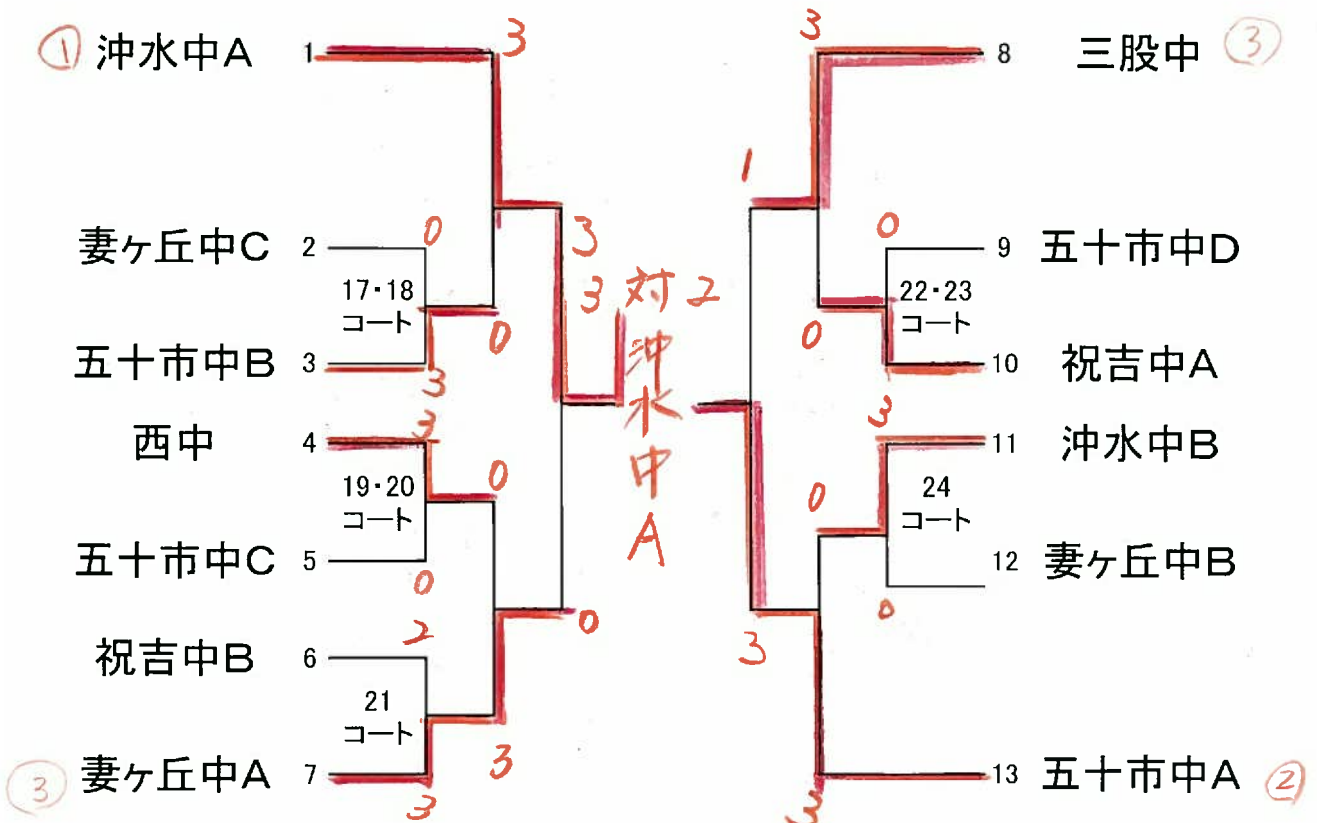 ① 沖水中A 1 3
妻ヶ丘中C 2 0
17・18
コート
五十市中B 3 3 0
西中 4 3
19・20
コート
0
五十市中C 5 0
祝吉中B 6 2
21
コート
③ 妻ヶ丘中A 7 3 3
3
0
3 対 2
沖水中A
3 8 三股中 ③
1
0 9 五十市中D
22・23
コート
0
10 祝吉中A
3 11 沖水中B
24
コート
0
12 妻ヶ丘中B
0
3
3 13 五十市中A ②